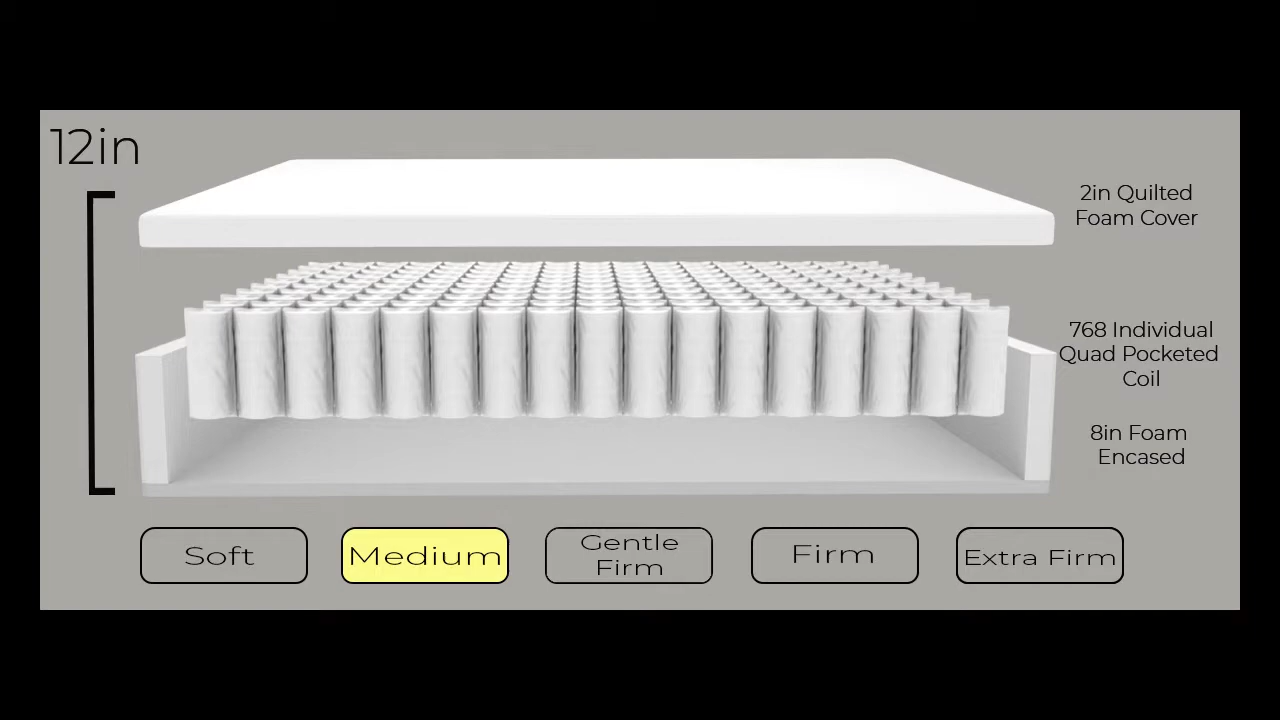 12in
2in Quilted
Foam Cover
768 Individual
Quad Pocketed
Coil
8in Foam
Encased
Soft
Medium
Gentle
Firm
Firm
Extra Firm